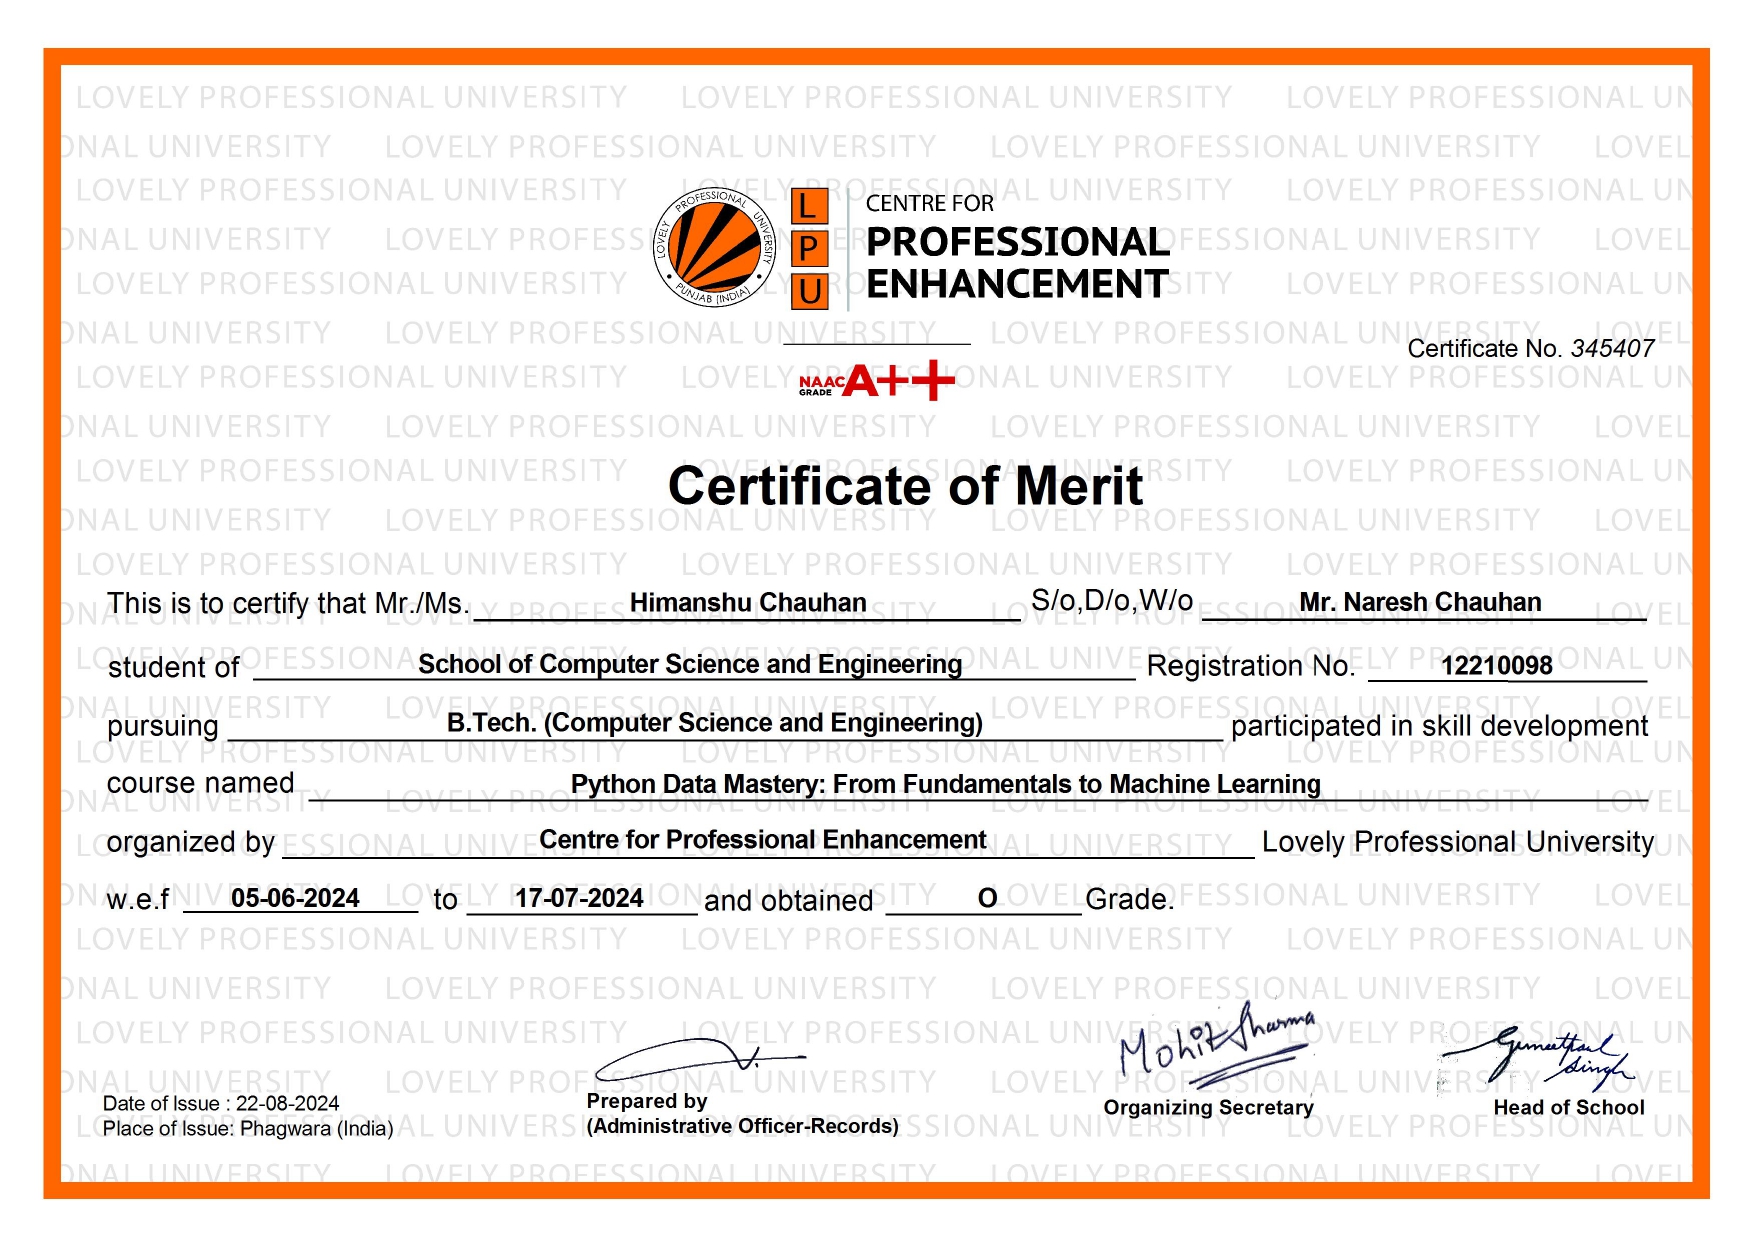 LOVELY PROFESSIONAL UNIVERSITY
PUNJAB (INDIA)
L
P
U
CENTRE FOR
PROFESSIONAL
ENHANCEMENT
Certificate No. 345407
NAAC
GRADE A++
Certificate of Merit
This is to certify that Mr./Ms. Himanshu Chauhan S/o,D/o,W/o Mr. Naresh Chauhan
student of School of Computer Science and Engineering Registration No. 12210098
pursuing B.Tech. (Computer Science and Engineering) participated in skill development
course named Python Data Mastery: From Fundamentals to Machine Learning
organized by Centre for Professional Enhancement Lovely Professional University
w.e.f 05-06-2024 to 17-07-2024 and obtained O Grade.
Mohit Sharma
Singh
Date of Issue : 22-08-2024
Place of Issue: Phagwara (India)
Prepared by
(Administrative Officer-Records)
Organizing Secretary
Head of School